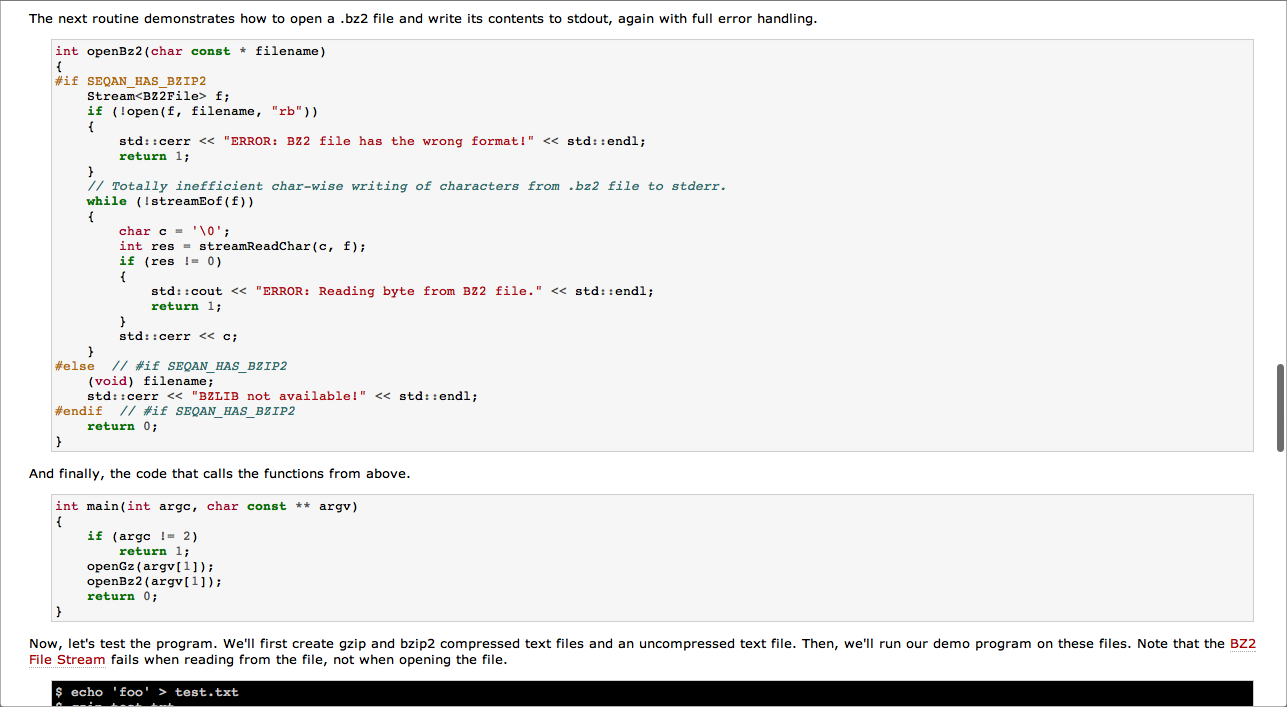 The next routine demonstrates how to open a .bz2 file and write its contents to stdout, again with full error handling.
int openBz2(char const * filename)
{
#if SEQAN_HAS_BZIP2
    Stream<BZ2File> f;
    if (!open(f, filename, "rb"))
    {
        std::cerr << "ERROR: BZ2 file has the wrong format!" << std::endl;
        return 1;
    }
    // Totally inefficient char-wise writing of characters from .bz2 file to stderr.
    while (!streamEof(f))
    {
        char c = '\0';
        int res = streamReadChar(c, f);
        if (res != 0)
        {
            std::cout << "ERROR: Reading byte from BZ2 file." << std::endl;
            return 1;
        }
        std::cerr << c;
    }
#else  // #if SEQAN_HAS_BZIP2
    (void) filename;
    std::cerr << "BZLIB not available!" << std::endl;
#endif  // #if SEQAN_HAS_BZIP2
    return 0;
}
And finally, the code that calls the functions from above.
int main(int argc, char const ** argv)
{
    if (argc != 2)
        return 1;
    openGz(argv[1]);
    openBz2(argv[1]);
    return 0;
}
Now, let's test the program. We'll first create gzip and bzip2 compressed text files and an uncompressed text file. Then, we'll run our demo program on these files. Note that the BZ2
File Stream fails when reading from the file, not when opening the file.
$ echo 'foo' > test.txt